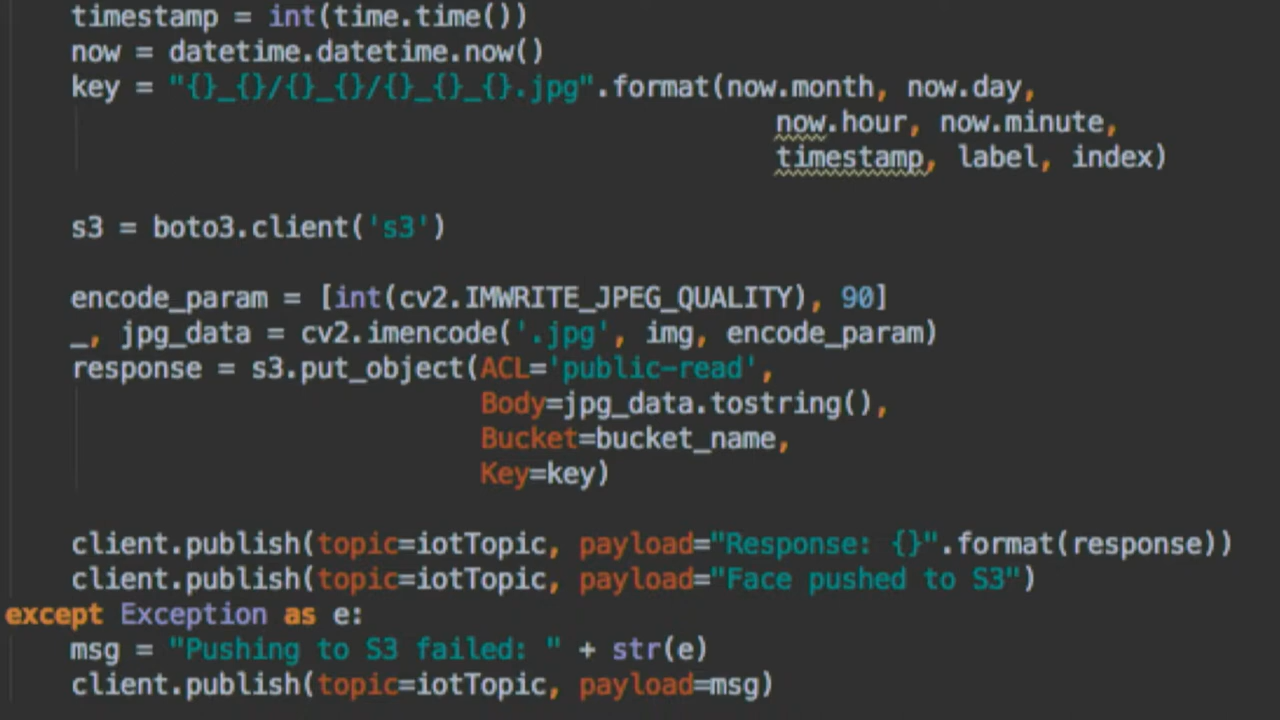 timestamp = int(time.time())
now = datetime.datetime.now()
key = "{}_{}/{}_{}/{}_{}_{}.jpg".format(now.month, now.day,
now.hour, now.minute,
timestamp, label, index)
s3 = boto3.client('s3')
encode_param = [int(cv2.IMWRITE_JPEG_QUALITY), 90]
_, jpg_data = cv2.imencode('.jpg', img, encode_param)
response = s3.put_object(ACL='public-read',
Body=jpg_data.tostring(),
Bucket=bucket_name,
Key=key)
client.publish(topic=iotTopic, payload="Response: {}".format(response))
client.publish(topic=iotTopic, payload="Face pushed to S3")
except Exception as e:
msg = "Pushing to S3 failed: " + str(e)
client.publish(topic=iotTopic, payload=msg)